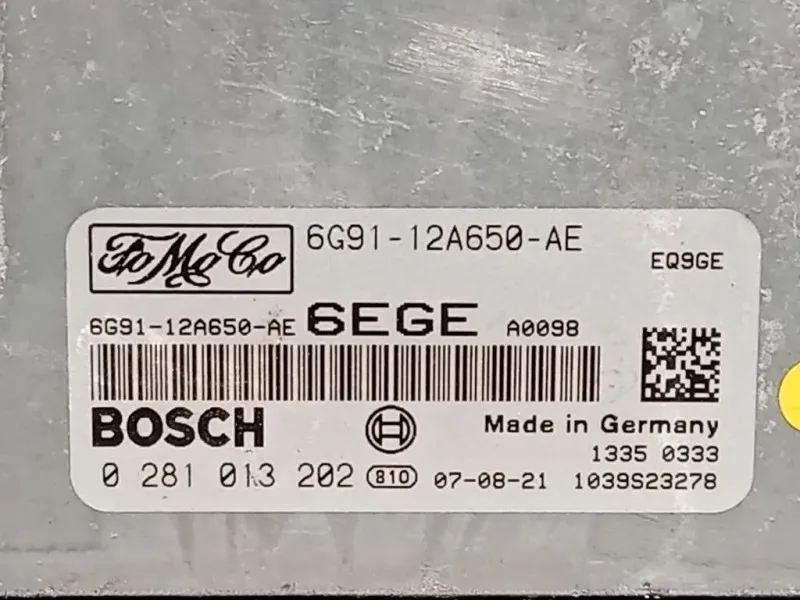 FoMoCo 6G91-12A650-AE
EQ9GE
6G91-12A650-AE 6EGE A0098
BOSCH Made in Germany
1335 0333
0 281 013 202 810 07-08-21 1039S23278